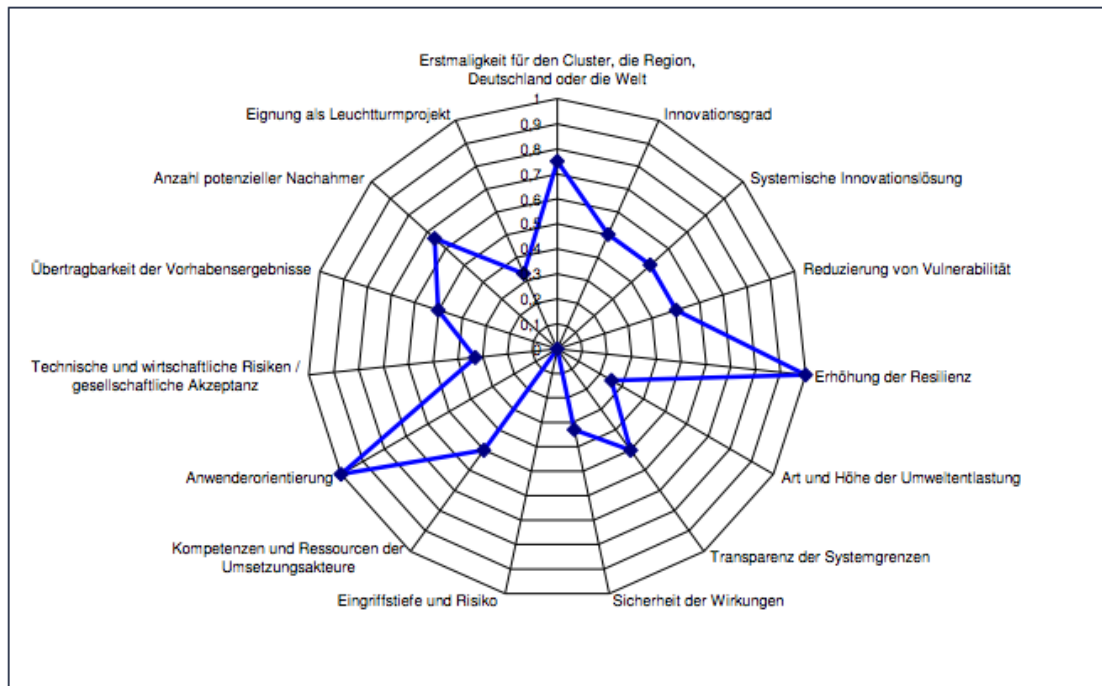 Erstmaligkeit für den Cluster, die Region,
Deutschland oder die Welt
1
0,9
0,8
0,7
0,6
0,5
0,4
0,3
0,2
0,1
0
Innovationsgrad
Systemische Innovationslösung
Reduzierung von Vulnerabilität
Erhöhung der Resilienz
Art und Höhe der Umweltentlastung
Transparenz der Systemgrenzen
Sicherheit der Wirkungen
Eingriffstiefe und Risiko
Kompetenzen und Ressourcen der
Umsetzungsakteure
Anwenderorientierung
Technische und wirtschaftliche Risiken /
gesellschaftliche Akzeptanz
Übertragbarkeit der Vorhabensergebnisse
Anzahl potenzieller Nachahmer
Eignung als Leuchtturmprojekt